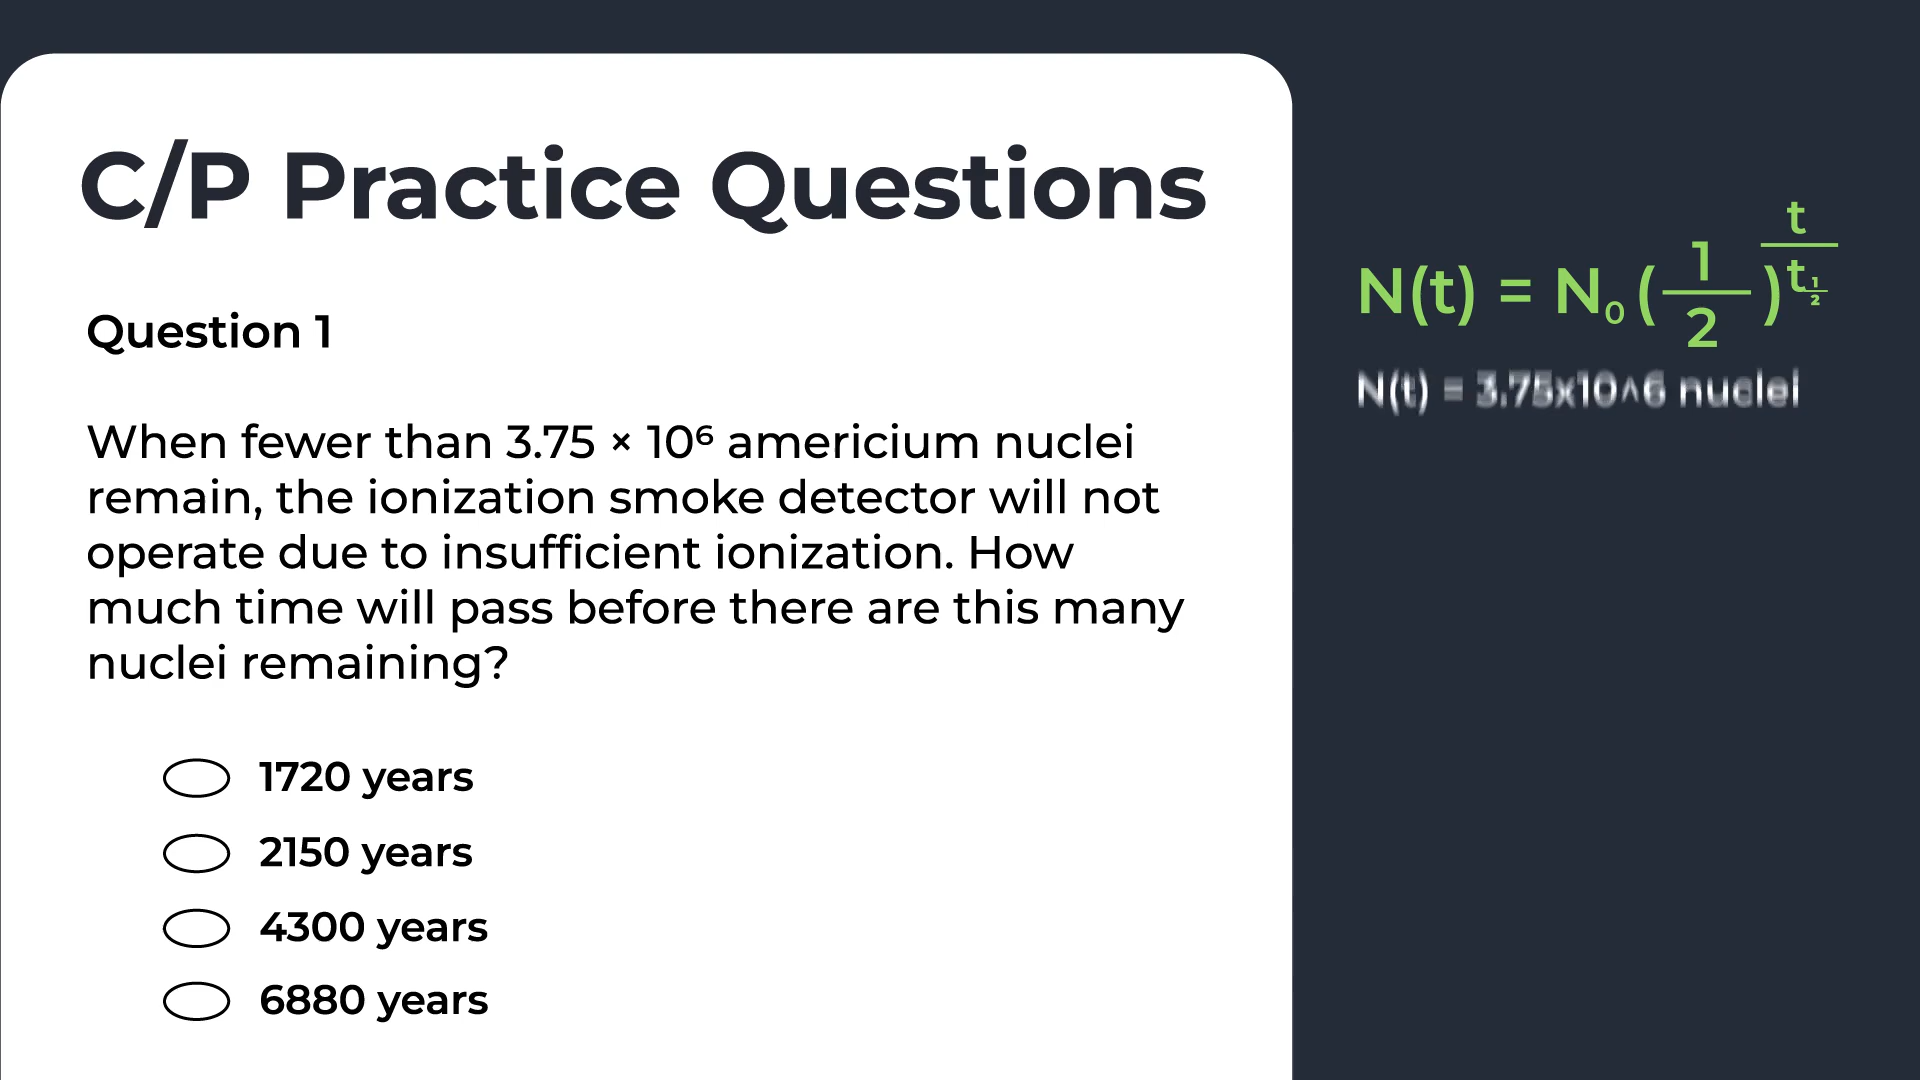 C/P Practice Questions
Question 1
When fewer than 3.75 × 10⁶ americium nuclei
remain, the ionization smoke detector will not
operate due to insufficient ionization. How
much time will pass before there are this many
nuclei remaining?
1720 years
2150 years
4300 years
6880 years
N(t) = N₀(1/2)^(t/t½)
N(t) = 3.75x10^6 nuclei